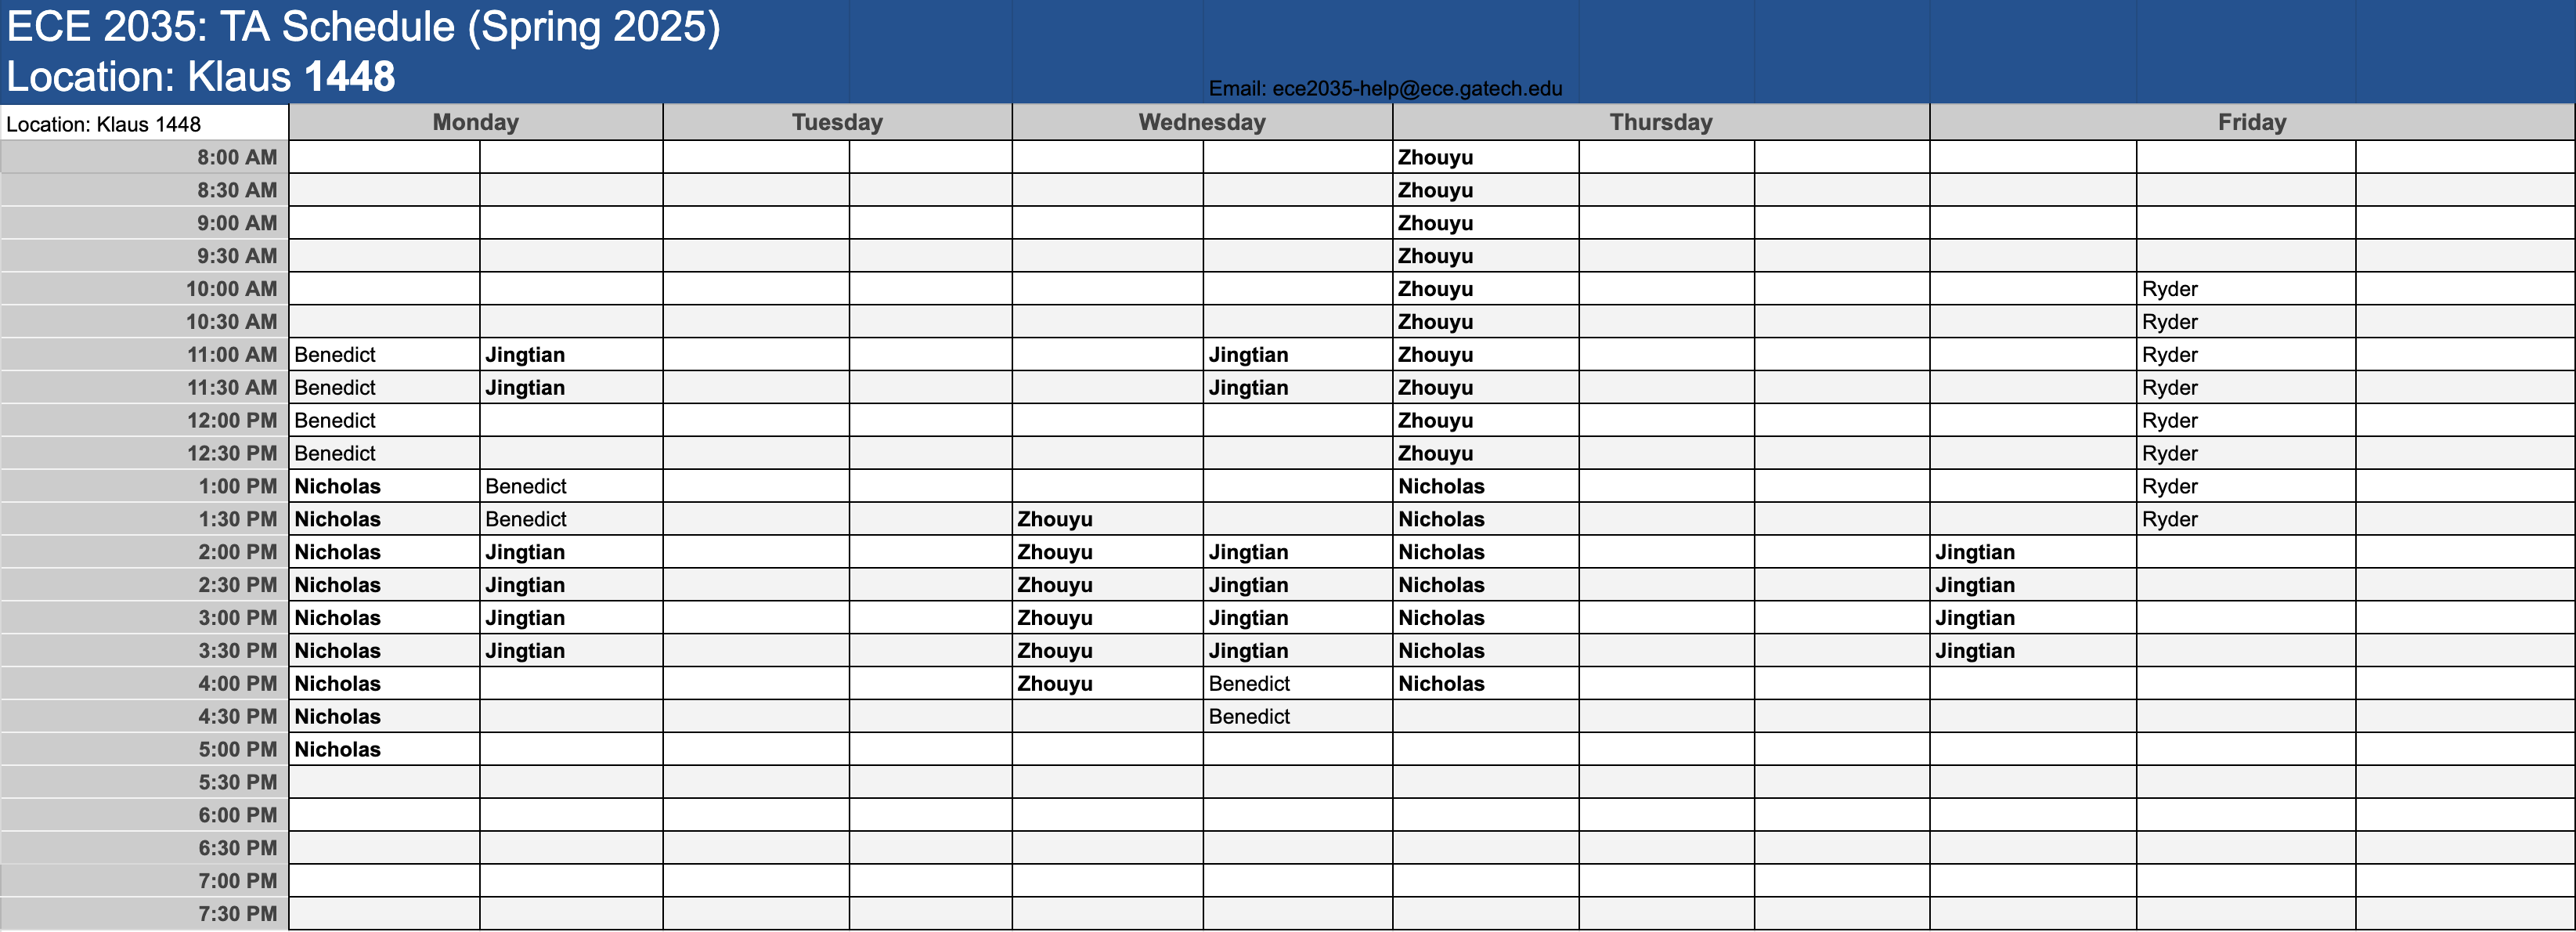 ECE 2035: TA Schedule (Spring 2025)
Location: Klaus 1448
Email: ece2035-help@ece.gatech.edu
Location: Klaus 1448 Monday Tuesday Wednesday Thursday Friday
8:00 AM Zhouyu
8:30 AM Zhouyu
9:00 AM Zhouyu
9:30 AM Zhouyu
10:00 AM Zhouyu Ryder
10:30 AM Zhouyu Ryder
11:00 AM Benedict Jingtian Jingtian Zhouyu Ryder
11:30 AM Benedict Jingtian Jingtian Zhouyu Ryder
12:00 PM Benedict Zhouyu Ryder
12:30 PM Benedict Zhouyu Ryder
1:00 PM Nicholas Benedict Nicholas Ryder
1:30 PM Nicholas Benedict Zhouyu Nicholas Ryder
2:00 PM Nicholas Jingtian Zhouyu Jingtian Nicholas Jingtian
2:30 PM Nicholas Jingtian Zhouyu Jingtian Nicholas Jingtian
3:00 PM Nicholas Jingtian Zhouyu Jingtian Nicholas Jingtian
3:30 PM Nicholas Jingtian Zhouyu Jingtian Nicholas Jingtian
4:00 PM Nicholas Zhouyu Benedict Nicholas
4:30 PM Nicholas Benedict
5:00 PM Nicholas
5:30 PM
6:00 PM
6:30 PM
7:00 PM
7:30 PM